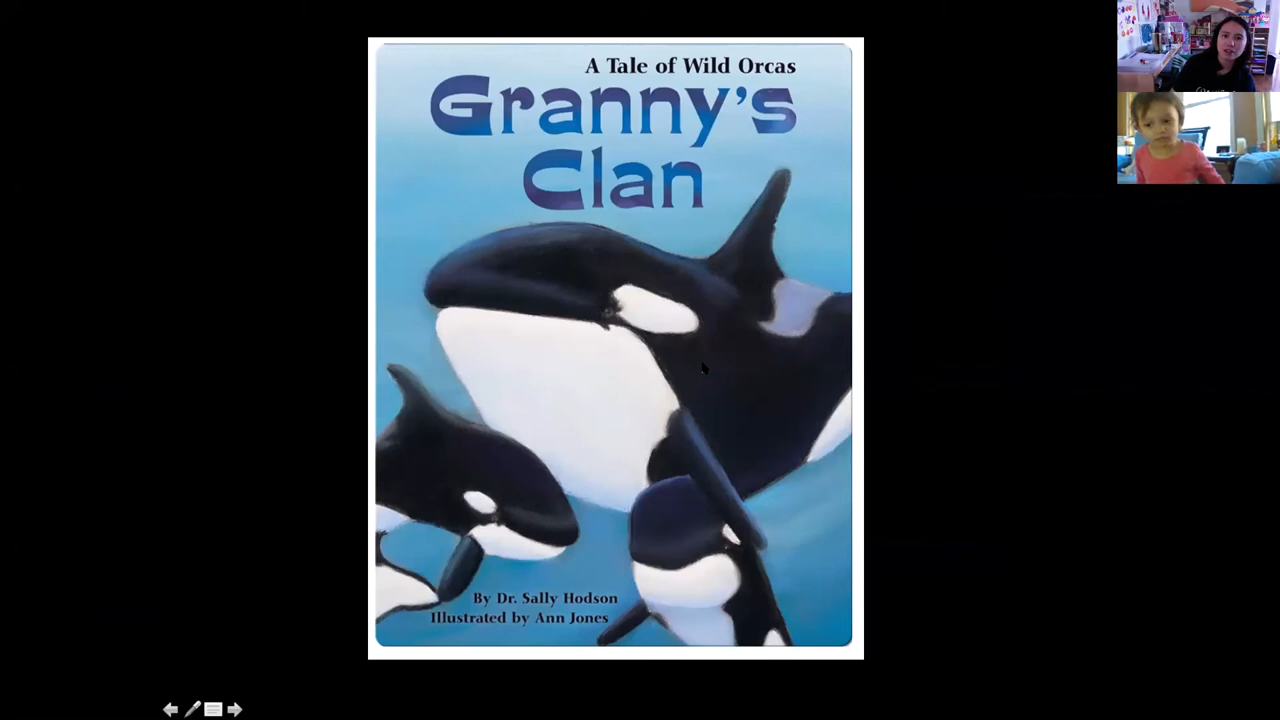 A Tale of Wild Orcas
Granny's
Clan
By Dr. Sally Hodson
Illustrated by Ann Jones